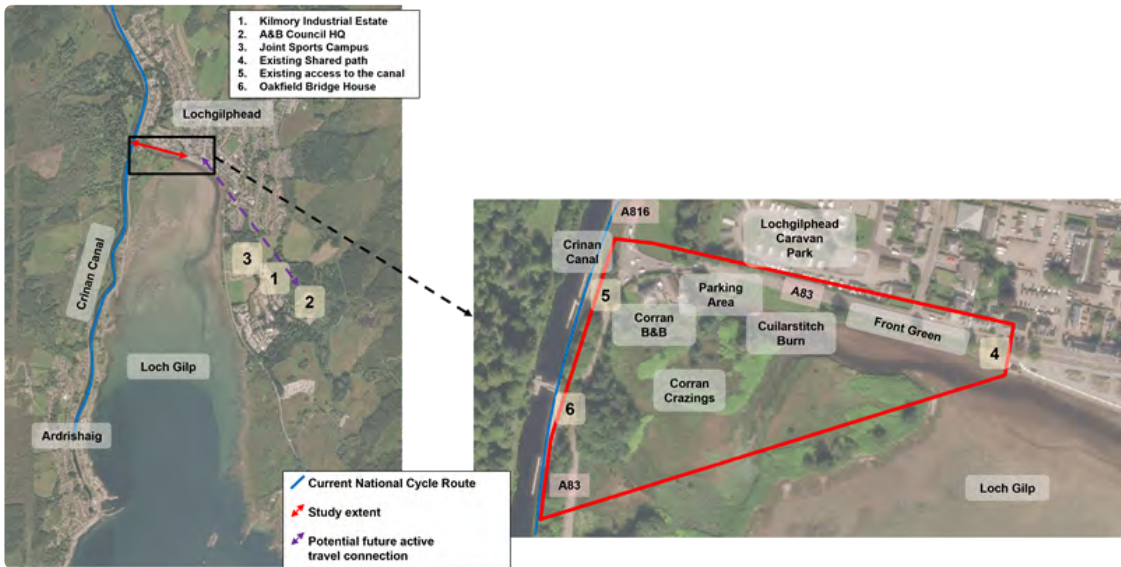 1. Kilmory Industrial Estate
2. A&B Council HQ
3. Joint Sports Campus
4. Existing Shared path
5. Existing access to the canal
6. Oakfield Bridge House
Lochgilphead
Crinan Canal
3
1
2
Loch Gilp
Ardrishaig
Current National Cycle Route
Study extent
Potential future active
travel connection
A816
Lochgilphead
Caravan
Park
Crinan
Canal
Parking
Area
A83
5
Corran
B&B
Cuilarstitch
Burn
Front Green
4
Corran
Crazings
6
A83
Loch Gilp